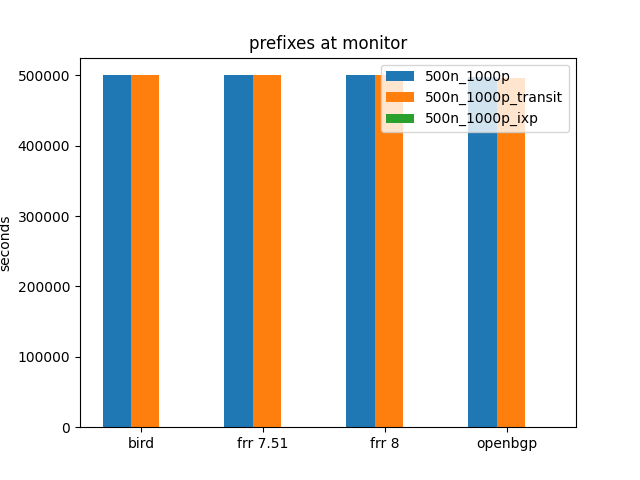 prefixes at monitor
500n_1000p
500n_1000p_transit
500n_1000p_ixp
seconds
500000
400000
300000
200000
100000
0
bird frr 7.51 frr 8 openbgp